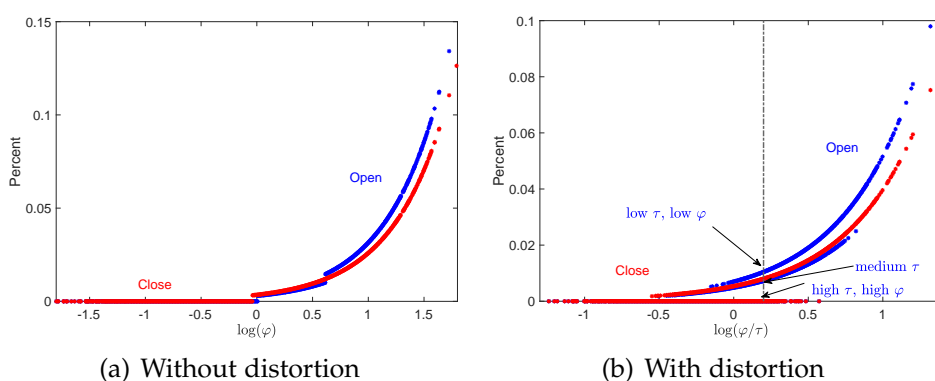 0.15
0.1
0.05
0
Percent
Open
Close
-1.5
-1
-0.5
0
0.5
1
1.5
log(φ)
(a) Without distortion
0.1
0.08
0.06
0.04
0.02
0
Percent
Open
low τ, low φ
Close
medium τ
high τ, high φ
-1
-0.5
0
0.5
1
log(φ/τ)
(b) With distortion